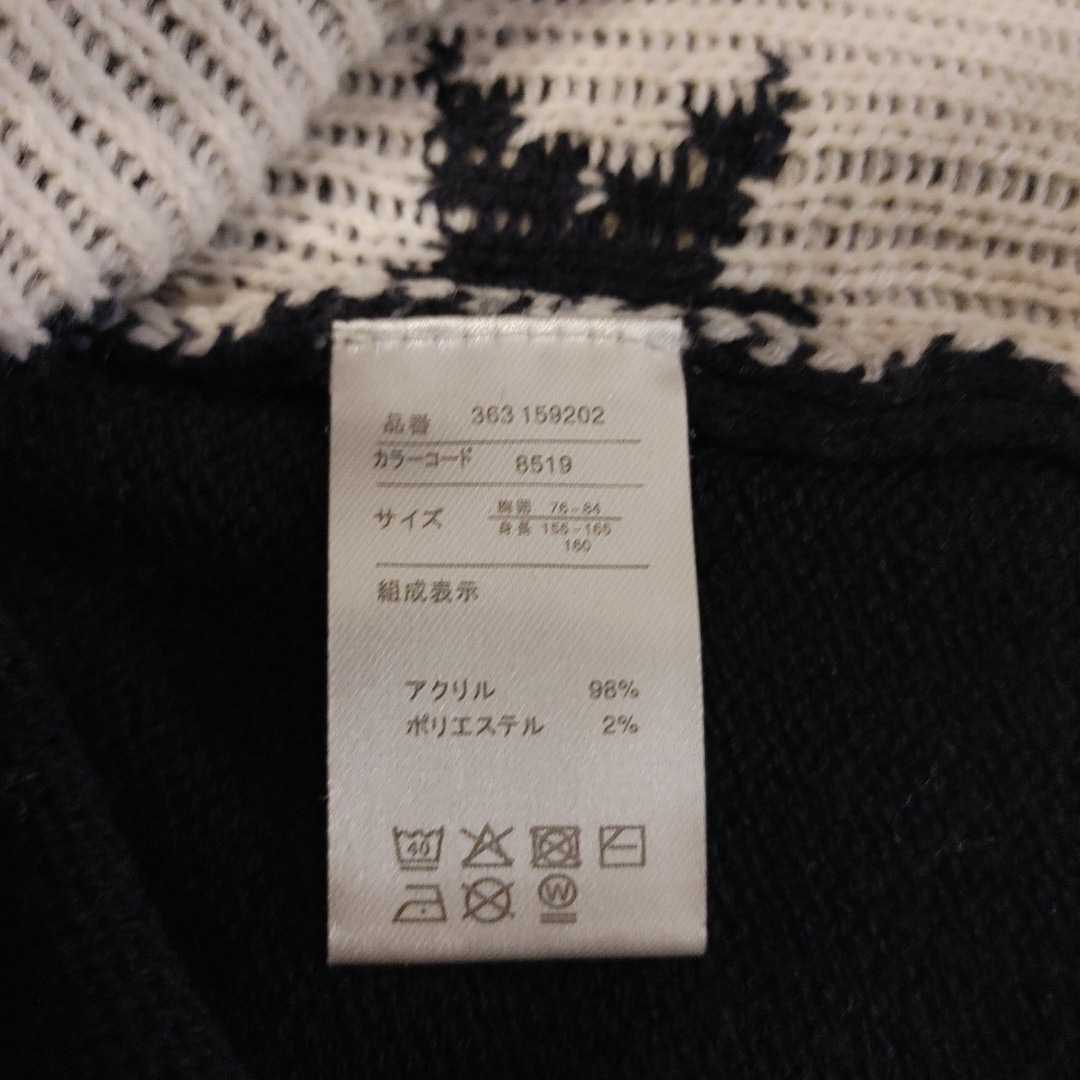 品番 363 159202
カラーコード 8519
サイズ 胸囲 76-84
身長 155-165
160
組成表示
アクリル 98%
ポリエステル 2%
40
W